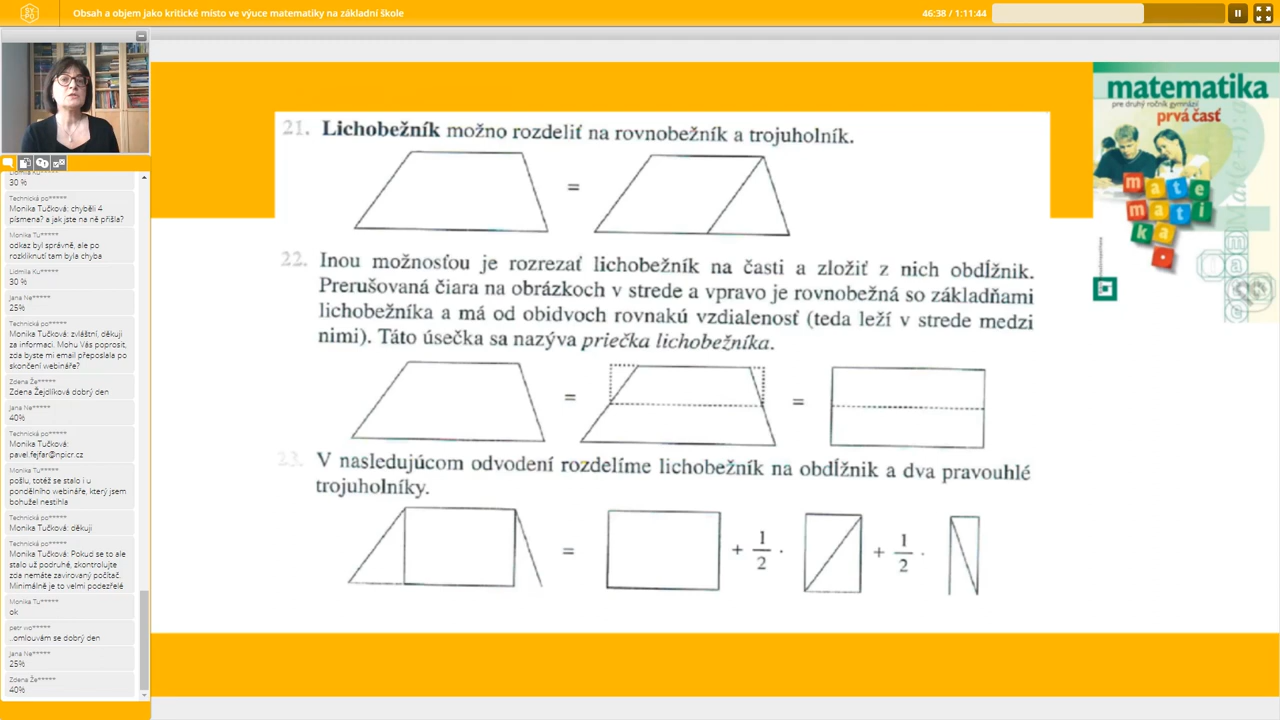 Obsah a objem jako kritické místo ve výuce matematiky na základní škole
46:38 / 1:11:44
30 %
Technická po*****
Monika Tučková: chyběli 4
písmena? a jak jste na ně přišla?
Monika Tu*****
odkaz byl správně, ale po
rozkliknutí tam byla chyba
Lidmila Ku*****
30 %
Jana Ne*****
25%
Technická po*****
Monika Tučková: zvláštní, děkuji
za informaci. Mohu Vás poprosit,
zda byste mi email přeposlala po
skončení webináře?
Zdena Že*****
Zdena Žejdlíková dobrý den
Jana Ne*****
40%
Technická po*****
Monika Tučková:
pavel.fejfar@npicr.cz
Monika Tu*****
pošlu, totéž se stalo i u
pondělního webináře, který jsem
bohužel nestihla
Technická po*****
Monika Tučková: děkuji
Technická po*****
Monika Tučková: Pokud se to ale
stalo už podruhé, zkontrolujte
zda nemáte zavirovaný počítač.
Minimálně je to velmi podezřelé
Monika Tu*****
ok
petr wo*****
..omlouvám se dobrý den
Jana Ne*****
25%
Zdena Že*****
40%
21. Lichobežník možno rozdeliť na rovnobežník a trojuholník.
=
22. Inou možnosťou je rozrezať lichobežník na časti a zložiť z nich obdĺžnik.
Prerušovaná čiara na obrázkoch v strede a vpravo je rovnobežná so základňami
lichobežníka a má od obidvoch rovnakú vzdialenosť (teda leží v strede medzi
nimi). Táto úsečka sa nazýva priečka lichobežníka.
= =
23. V nasledujúcom odvodení rozdelíme lichobežník na obdĺžnik a dva pravouhlé
trojuholníky.
= + 1/2 · + 1/2 ·
matematika
pre druhý ročník gymnázií
prvá časť
m a t e
m a t i
k a